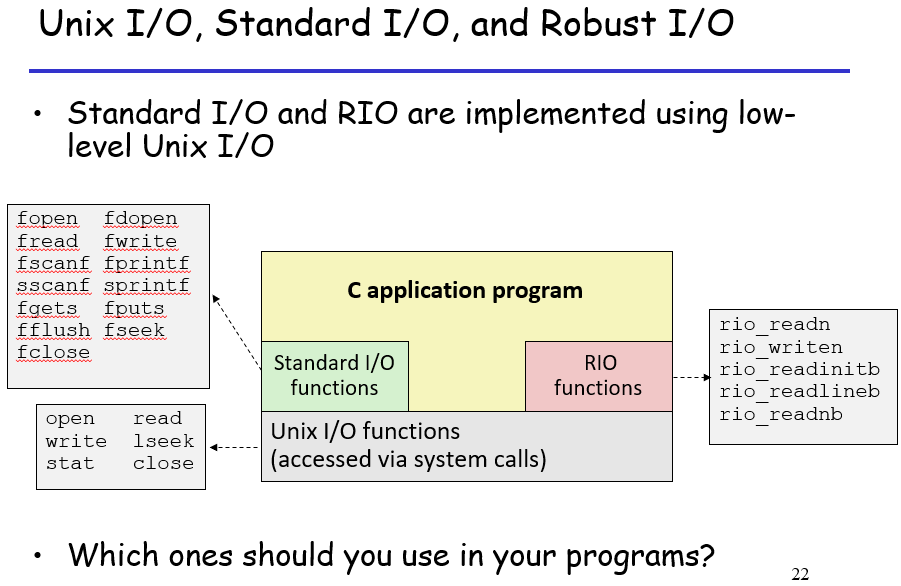 Unix I/O, Standard I/O, and Robust I/O
• Standard I/O and RIO are implemented using low-
level Unix I/O
fopen fdopen
fread fwrite
fscanf fprintf
sscanf sprintf
fgets fputs
fflush fseek
fclose
C application program
Standard I/O
functions
RIO
functions
rio_readn
rio_writen
rio_readinitb
rio_readlineb
rio_readnb
open read
write lseek
stat close
Unix I/O functions
(accessed via system calls)
• Which ones should you use in your programs?
22